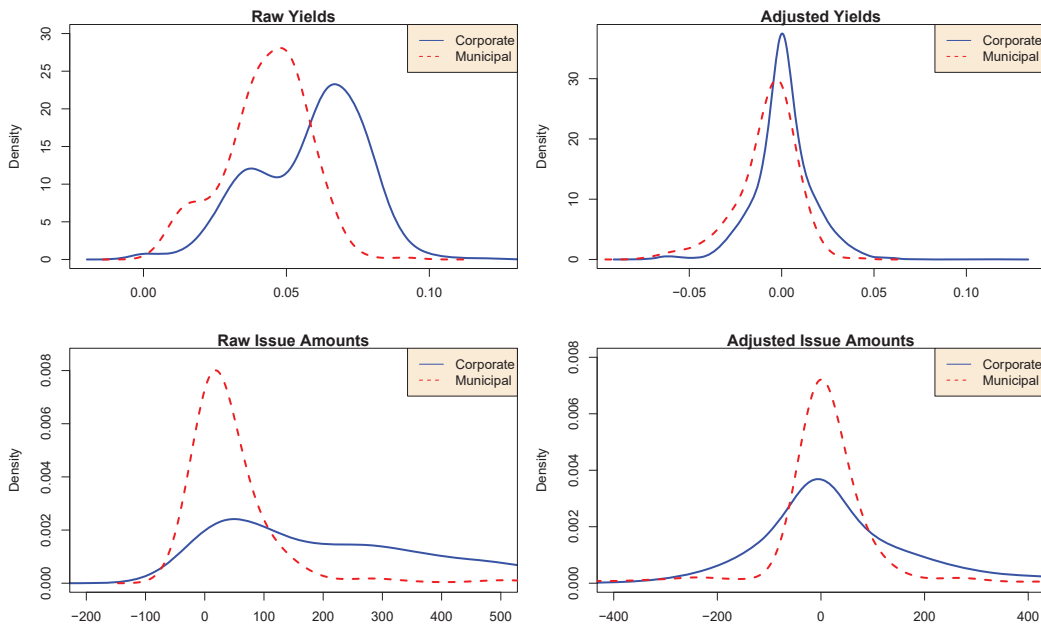 Raw Yields
Density
30
25
20
15
10
5
0
0.00 0.05 0.10
Corporate
Municipal
Adjusted Yields
Density
30
20
10
0
−0.05 0.00 0.05 0.10
Corporate
Municipal
Raw Issue Amounts
Density
0.008
0.006
0.004
0.002
0.000
−200 −100 0 100 200 300 400 500
Corporate
Municipal
Adjusted Issue Amounts
Density
0.008
0.006
0.004
0.002
0.000
−400 −200 0 200 400
Corporate
Municipal